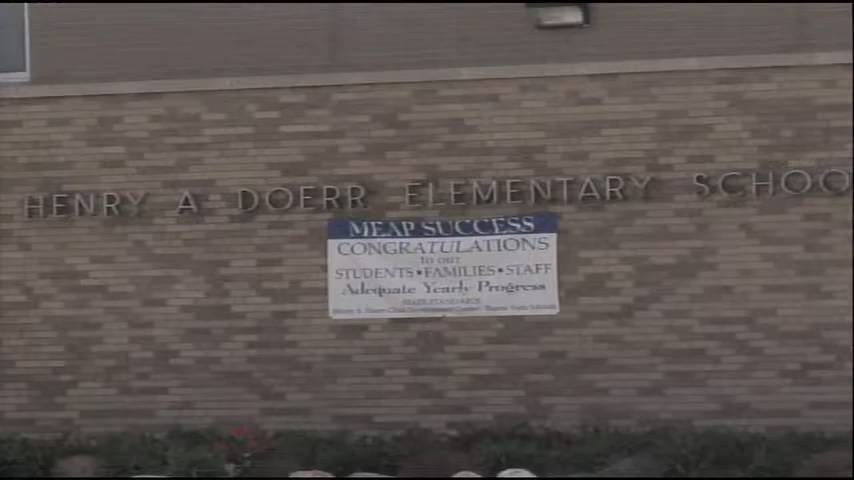 HENRY A DOERR ELEMENTARY SCHOO
MEAP SUCCESS
CONGRATULATIONS
to our
STUDENTS • FAMILIES • STAFF
Adequate Yearly Progress